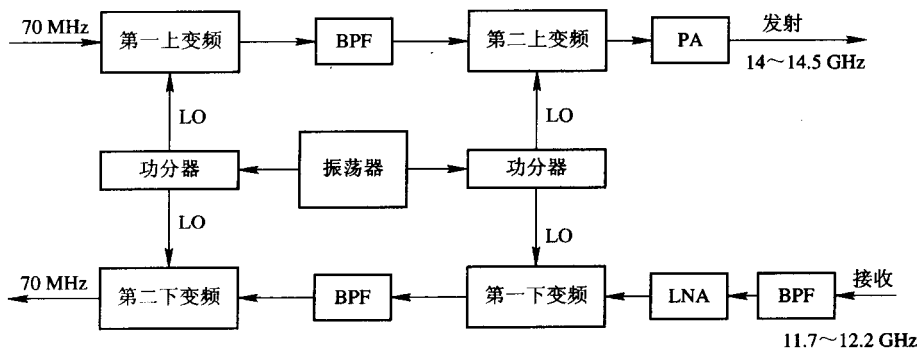 70 MHz
第一上变频
BPF
第二上变频
PA
发射
14～14.5 GHz
LO
LO
功分器
振荡器
功分器
LO
LO
70 MHz
第二下变频
BPF
第一下变频
LNA
BPF
接收
11.7～12.2 GHz